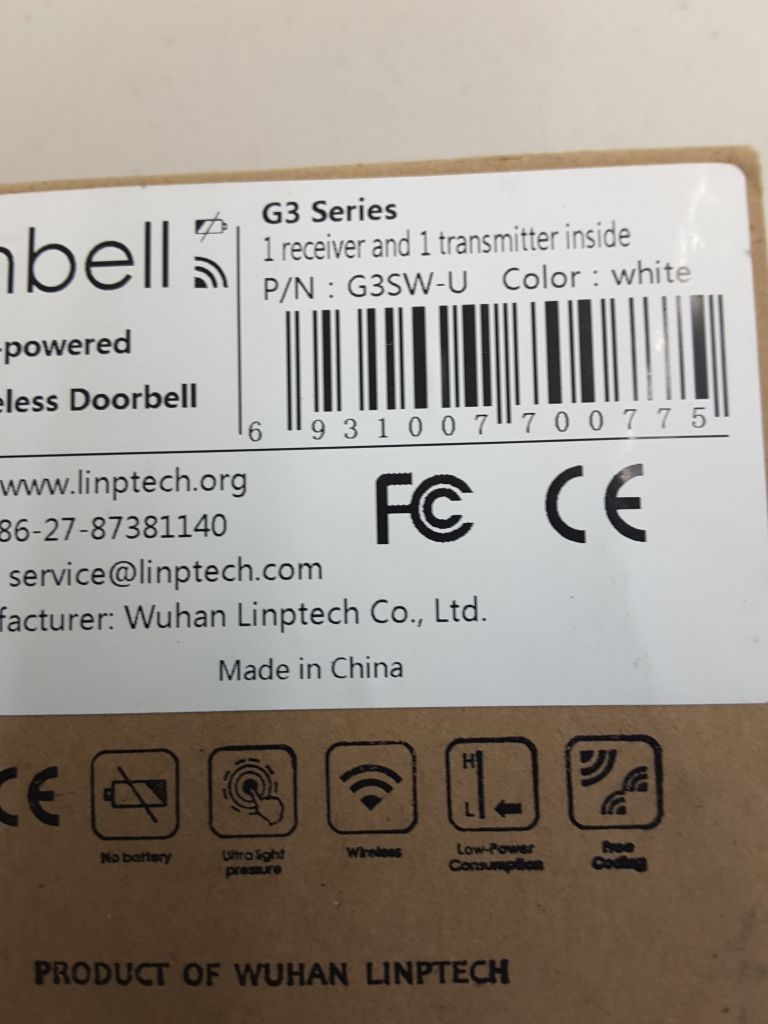 nbell
-powered
eless Doorbell
G3 Series
1 receiver and 1 transmitter inside
P/N : G3SW-U Color : white
6 931007 700775
www.linptech.org
86-27-87381140
service@linptech.com
facturer: Wuhan Linptech Co., Ltd.
Made in China
FC CE
CE
H
L
No battery
Ultra light
pressure
Wireless
Low-Power
Consumption
Free
Coding
PRODUCT OF WUHAN LINPTECH